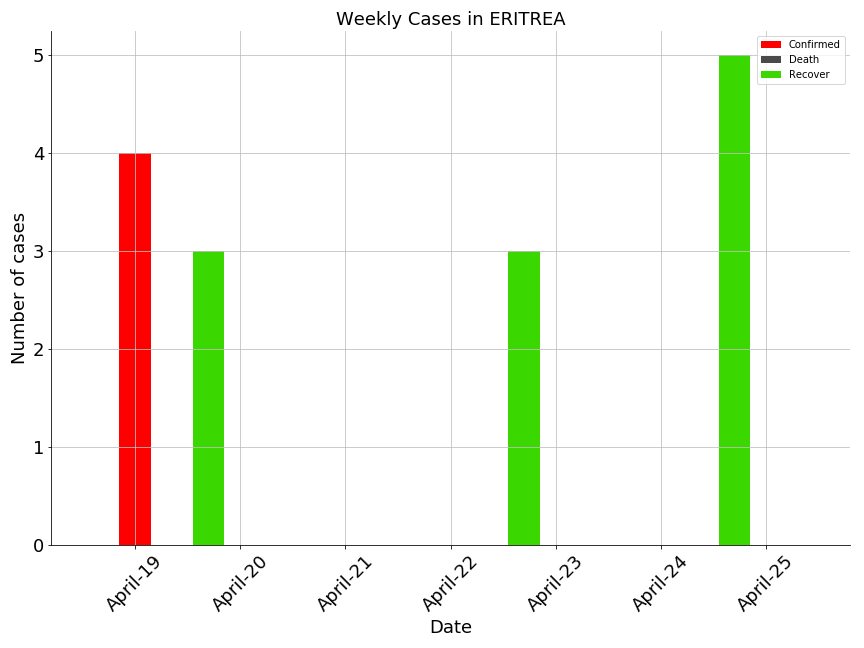 Weekly Cases in ERITREA
Confirmed
Death
Recover
Number of cases
5
4
3
2
1
0
April-19
April-20
April-21
April-22
April-23
April-24
April-25
Date